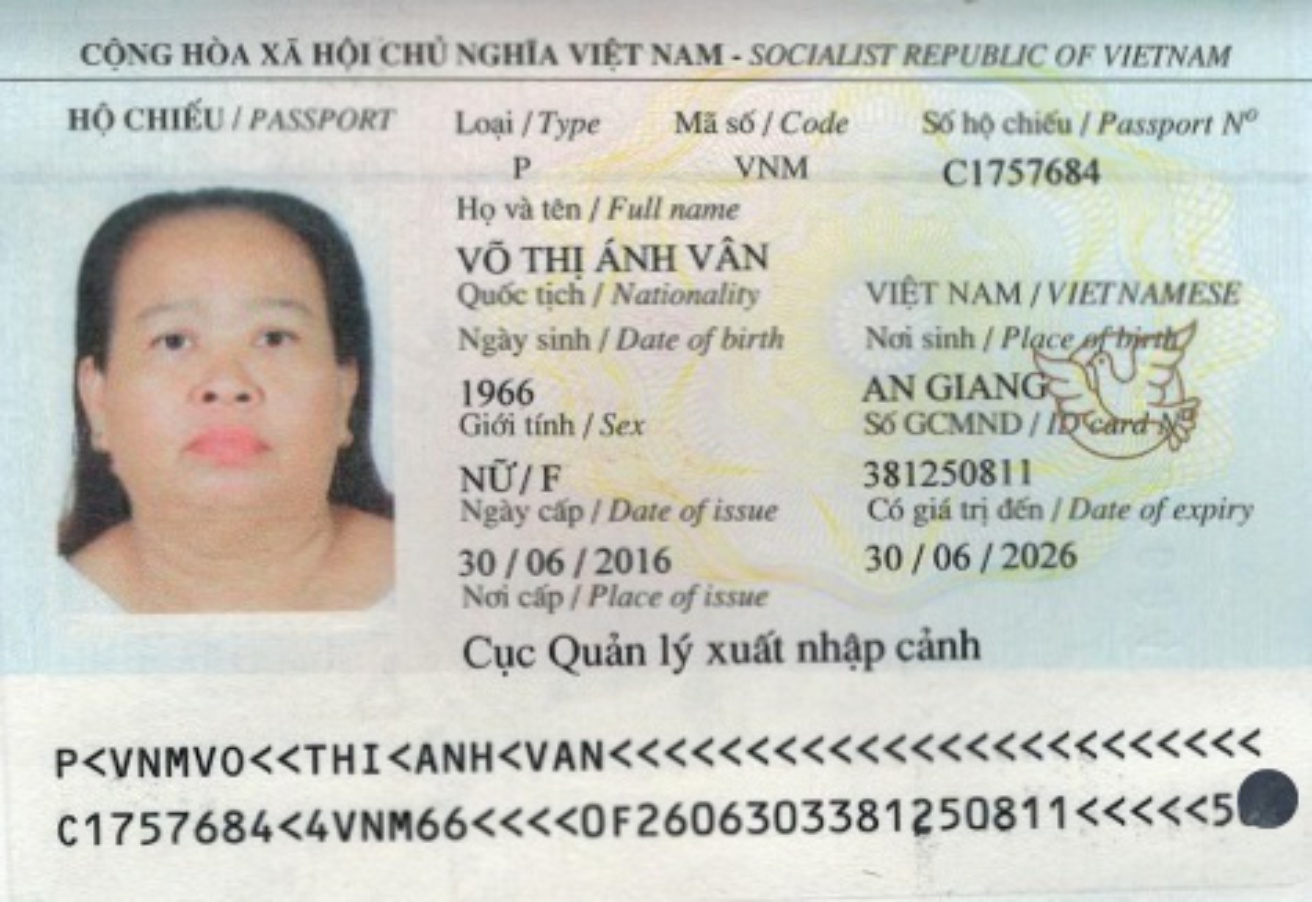 CỘNG HÒA XÃ HỘI CHỦ NGHĨA VIỆT NAM - SOCIALIST REPUBLIC OF VIETNAM
HỘ CHIẾU / PASSPORT
Loại / Type Mã số / Code Số hộ chiếu / Passport Nº
P VNM C1757684
Họ và tên / Full name
VÕ THỊ ÁNH VÂN
Quốc tịch / Nationality VIỆT NAM / VIETNAMESE
Ngày sinh / Date of birth Nơi sinh / Place of birth
1966 AN GIANG
Giới tính / Sex Số GCMND / ID card Nº
NỮ / F 381250811
Ngày cấp / Date of issue Có giá trị đến / Date of expiry
30 / 06 / 2016 30 / 06 / 2026
Nơi cấp / Place of issue
Cục Quản lý xuất nhập cảnh
P<VNMVO<<THI<ANH<VAN<<<<<<<<<<<<<<<<<<<<<<<<
C1757684<4VNM66<<<<0F2606303381250811<<<<<5